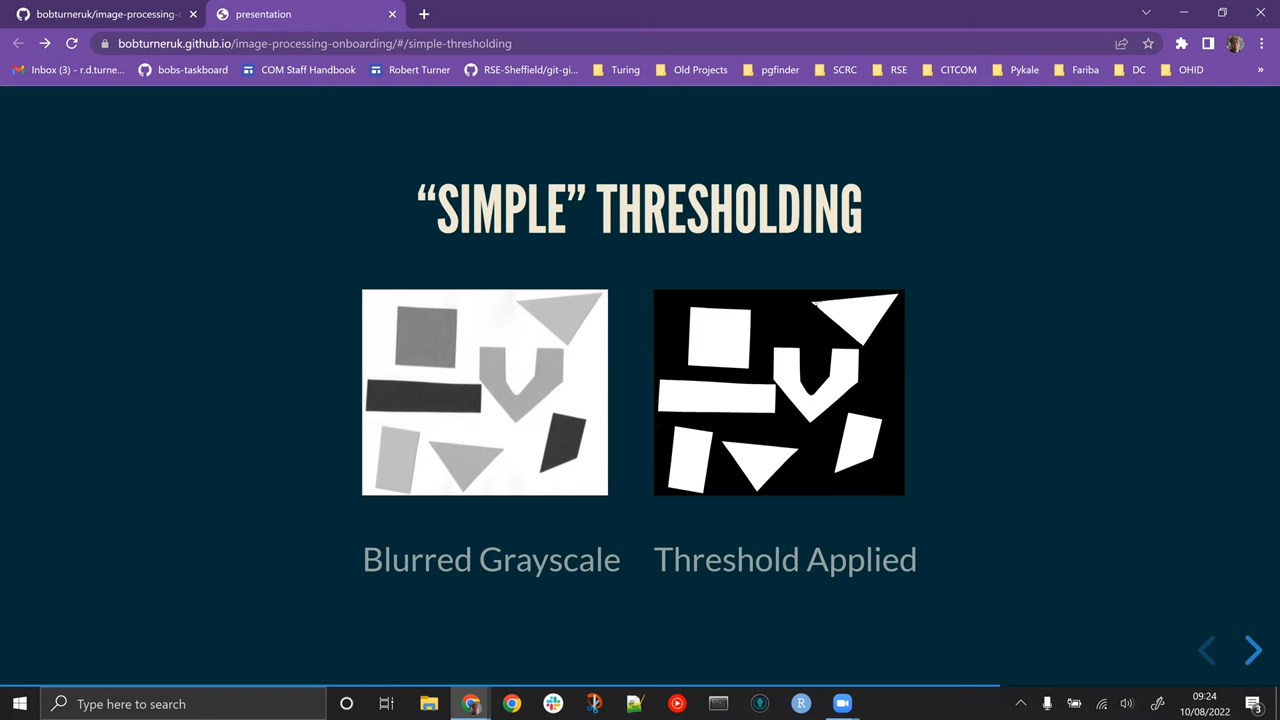 bobturneruk/image-processing-
presentation
bobturneruk.github.io/image-processing-onboarding/#/simple-thresholding
Inbox (3) - r.d.turne... bobs-taskboard COM Staff Handbook Robert Turner RSE-Sheffield/git-gi... Turing Old Projects pgfinder SCRC RSE CITCOM Pykale Fariba DC OHID »
“SIMPLE” THRESHOLDING
Blurred Grayscale
Threshold Applied
Type here to search
09:24
10/08/2022
3